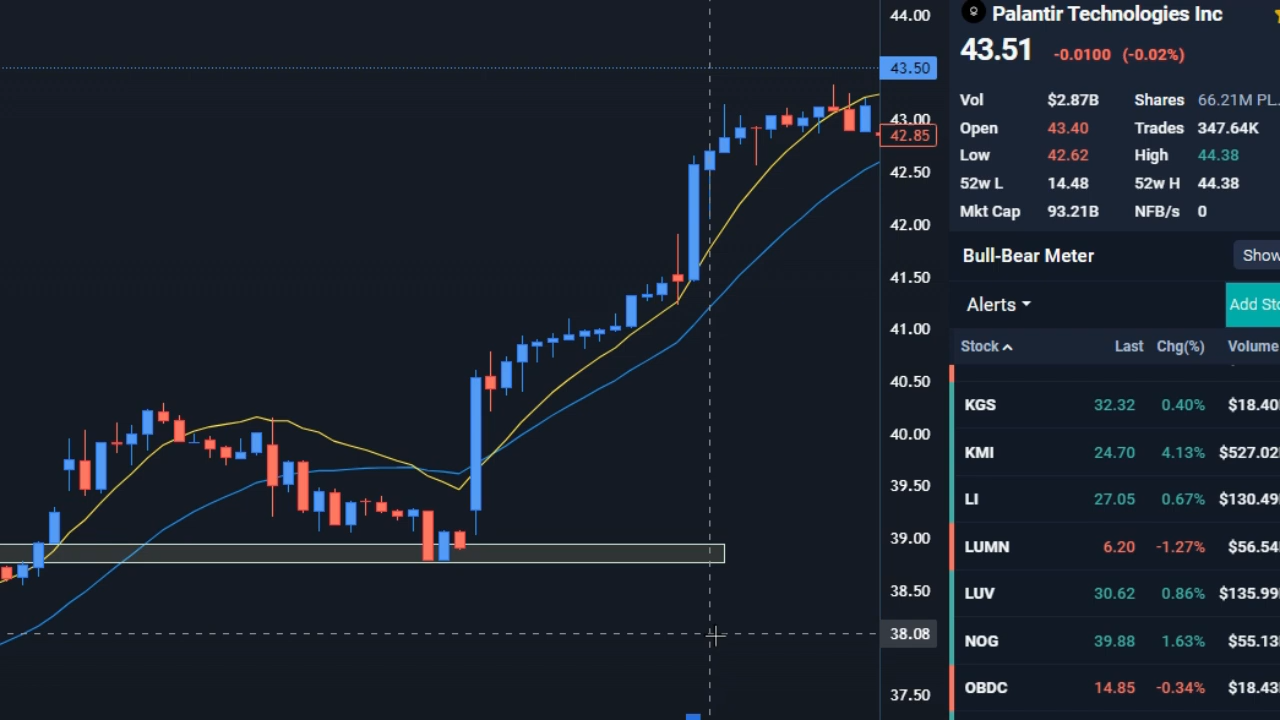 44.00
43.50
43.00
42.85
42.50
42.00
41.50
41.00
40.50
40.00
39.50
39.00
38.50
38.08
37.50
Palantir Technologies Inc
43.51 -0.0100 (-0.02%)
Vol $2.87B Shares 66.21M PL.
Open 43.40 Trades 347.64K
Low 42.62 High 44.38
52w L 14.48 52w H 44.38
Mkt Cap 93.21B NFB/s 0
Bull-Bear Meter Show
Alerts Add Sto
Stock Last Chg(%) Volume
KGS 32.32 0.40% $18.40
KMI 24.70 4.13% $527.02
LI 27.05 0.67% $130.49
LUMN 6.20 -1.27% $56.54
LUV 30.62 0.86% $135.99
NOG 39.88 1.63% $55.13
OBDC 14.85 -0.34% $18.43